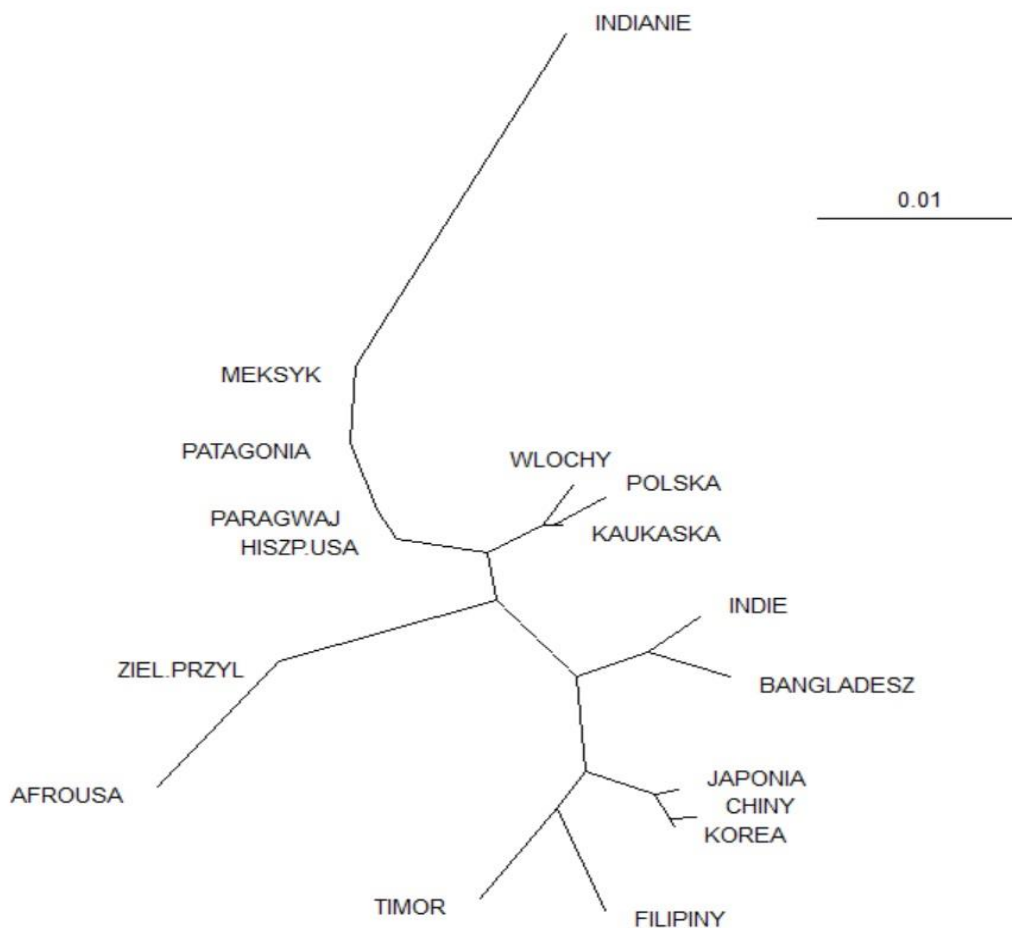 INDIANIE
0.01
MEKSYK
PATAGONIA
WLOCHY
POLSKA
PARAGWAJ
KAUKASKA
HISZP.USA
INDIE
ZIEL.PRZYL
BANGLADESZ
JAPONIA
AFROUSA
CHINY
KOREA
TIMOR
FILIPINY